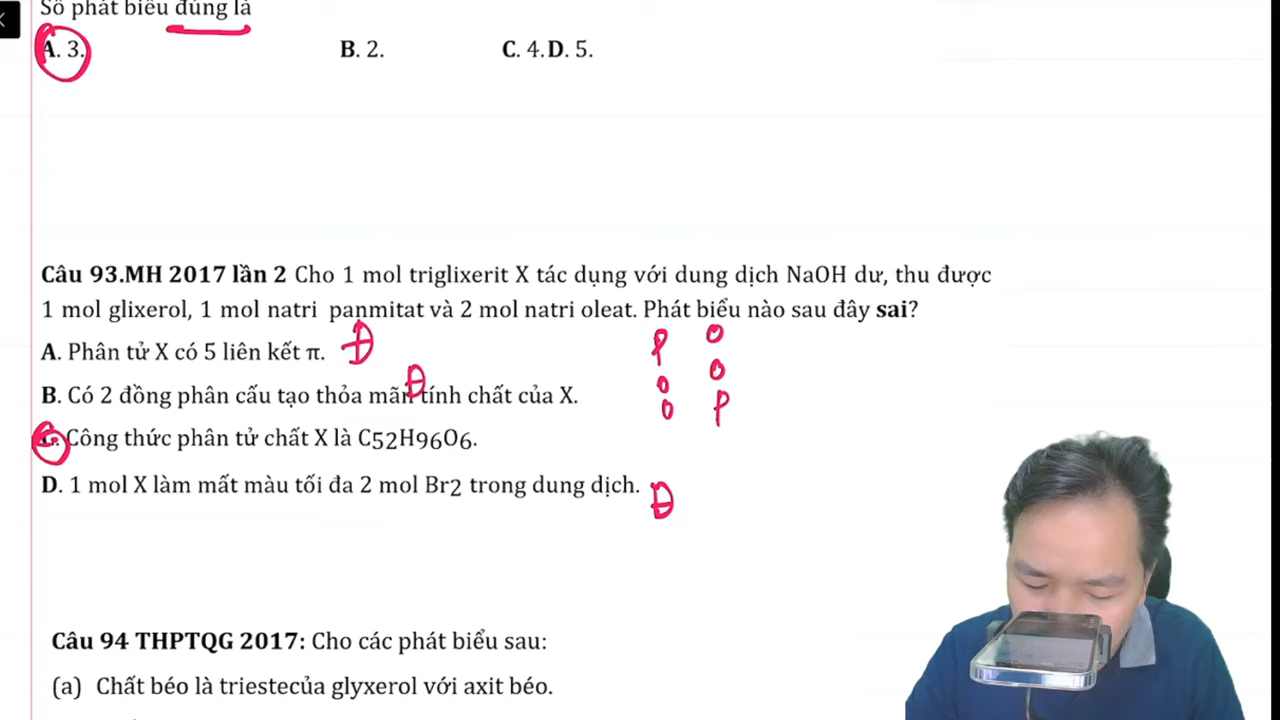 Số phát biểu đúng là
A. 3. B. 2. C. 4. D. 5.
Câu 93.MH 2017 lần 2 Cho 1 mol triglixerit X tác dụng với dung dịch NaOH dư, thu được
1 mol glixerol, 1 mol natri panmitat và 2 mol natri oleat. Phát biểu nào sau đây sai?
A. Phân tử X có 5 liên kết π. Đ
B. Có 2 đồng phân cấu tạo thỏa mãn tính chất của X. Đ
C. Công thức phân tử chất X là C52H96O6.
D. 1 mol X làm mất màu tối đa 2 mol Br2 trong dung dịch. Đ
P O
O O
O P
Câu 94 THPTQG 2017: Cho các phát biểu sau:
(a) Chất béo là triestecủa glyxerol với axit béo.